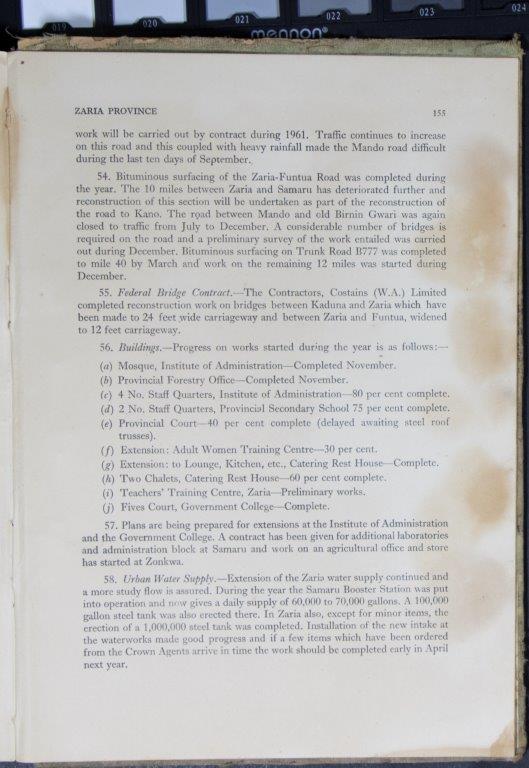 019 020 021 022 023 024
mennon®
ZARIA PROVINCE 155
work will be carried out by contract during 1961. Traffic continues to increase
on this road and this coupled with heavy rainfall made the Mando road difficult
during the last ten days of September.
54. Bituminous surfacing of the Zaria-Funtua Road was completed during
the year. The 10 miles between Zaria and Samaru has deteriorated further and
reconstruction of this section will be undertaken as part of the reconstruction of
the road to Kano. The road between Mando and old Birnin Gwari was again
closed to traffic from July to December. A considerable number of bridges is
required on the road and a preliminary survey of the work entailed was carried
out during December. Bituminous surfacing on Trunk Road B777 was completed
to mile 40 by March and work on the remaining 12 miles was started during
December.
55. Federal Bridge Contract.—The Contractors, Costains (W.A.) Limited
completed reconstruction work on bridges between Kaduna and Zaria which have
been made to 24 feet wide carriageway and between Zaria and Funtua, widened
to 12 feet carriageway.
56. Buildings.—Progress on works started during the year is as follows:—
(a) Mosque, Institute of Administration—Completed November.
(b) Provincial Forestry Office—Completed November.
(c) 4 No. Staff Quarters, Institute of Administration—80 per cent complete.
(d) 2 No. Staff Quarters, Provincial Secondary School 75 per cent complete.
(e) Provincial Court—40 per cent complete (delayed awaiting steel roof
trusses).
(f) Extension: Adult Women Training Centre—30 per cent.
(g) Extension: to Lounge, Kitchen, etc., Catering Rest House—Complete.
(h) Two Chalets, Catering Rest House—60 per cent complete.
(i) Teachers' Training Centre, Zaria—Preliminary works.
(j) Fives Court, Government College—Complete.
57. Plans are being prepared for extensions at the Institute of Administration
and the Government College. A contract has been given for additional laboratories
and administration block at Samaru and work on an agricultural office and store
has started at Zonkwa.
58. Urban Water Supply.—Extension of the Zaria water supply continued and
a more study flow is assured. During the year the Samaru Booster Station was put
into operation and now gives a daily supply of 60,000 to 70,000 gallons. A 100,000
gallon steel tank was also erected there. In Zaria also, except for minor items, the
erection of a 1,000,000 steel tank was completed. Installation of the new intake at
the waterworks made good progress and if a few items which have been ordered
from the Crown Agents arrive in time the work should be completed early in April
next year.